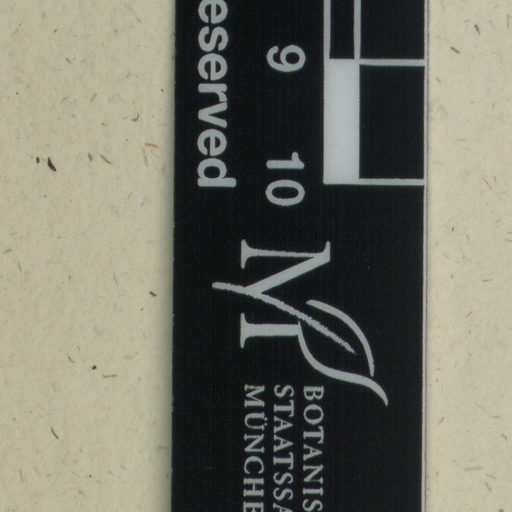 9 10
eserved
M
BOTANIS
STAATSSA
MÜNCHE